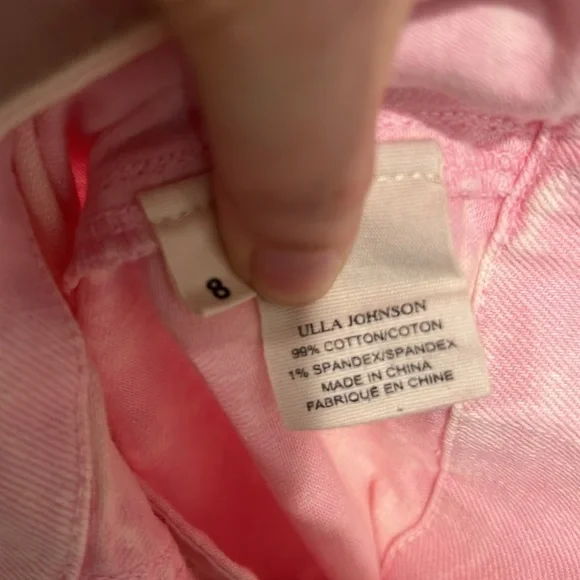 8
ULLA JOHNSON
99% COTTON/COTON
1% SPANDEX/SPANDEX
MADE IN CHINA
FABRIQUÉ EN CHINE